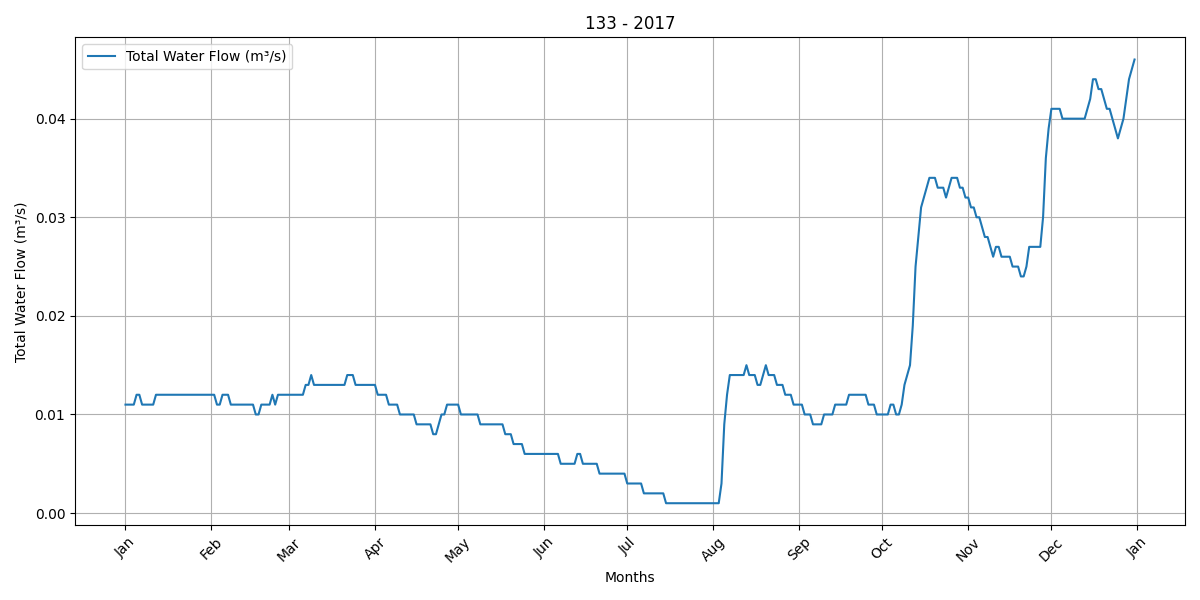 133 - 2017
Total Water Flow (m³/s)
Total Water Flow (m³/s)
0.04
0.03
0.02
0.01
0.00
Jan Feb Mar Apr May Jun Jul Aug Sep Oct Nov Dec Jan
Months